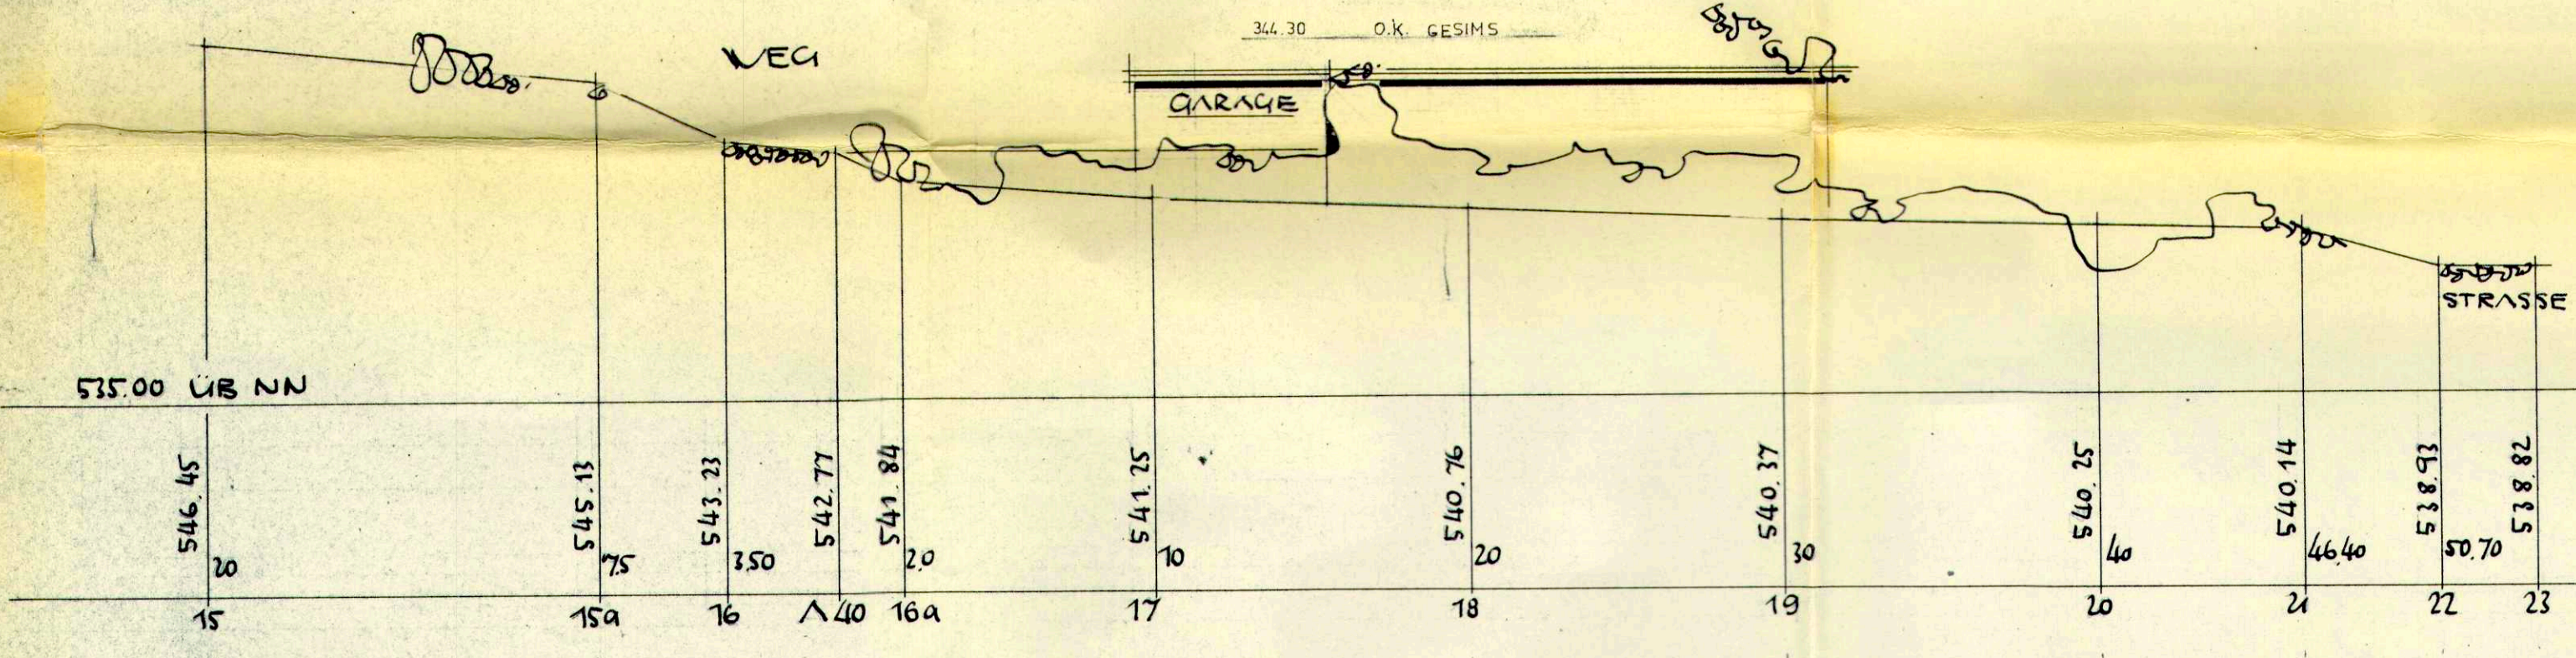 344.30 O.K. GESIMS
WEG
GARAGE
STRASSE
535.00 ÜB NN
546.45 545.13 543.23 542.77 541.84 541.25 540.76 540.37 540.25 540.14 538.93 538.82
20 7.5 3.50 2.0 10 20 30 40 46.40 50.70
15 15a 16 Λ40 16a 17 18 19 20 21 22 23